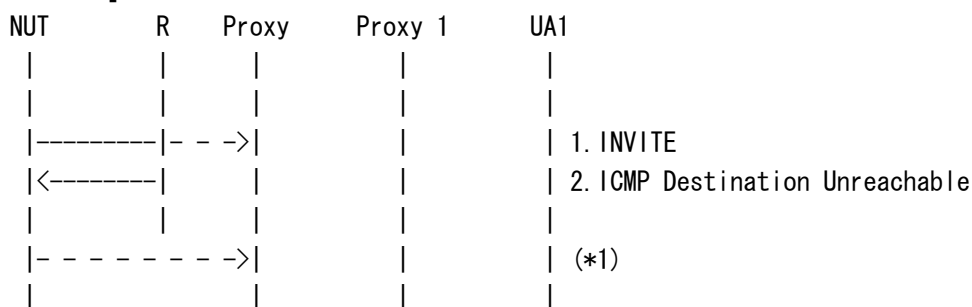 NUT R Proxy Proxy 1 UA1
1. INVITE
2. ICMP Destination Unreachable
(*1)